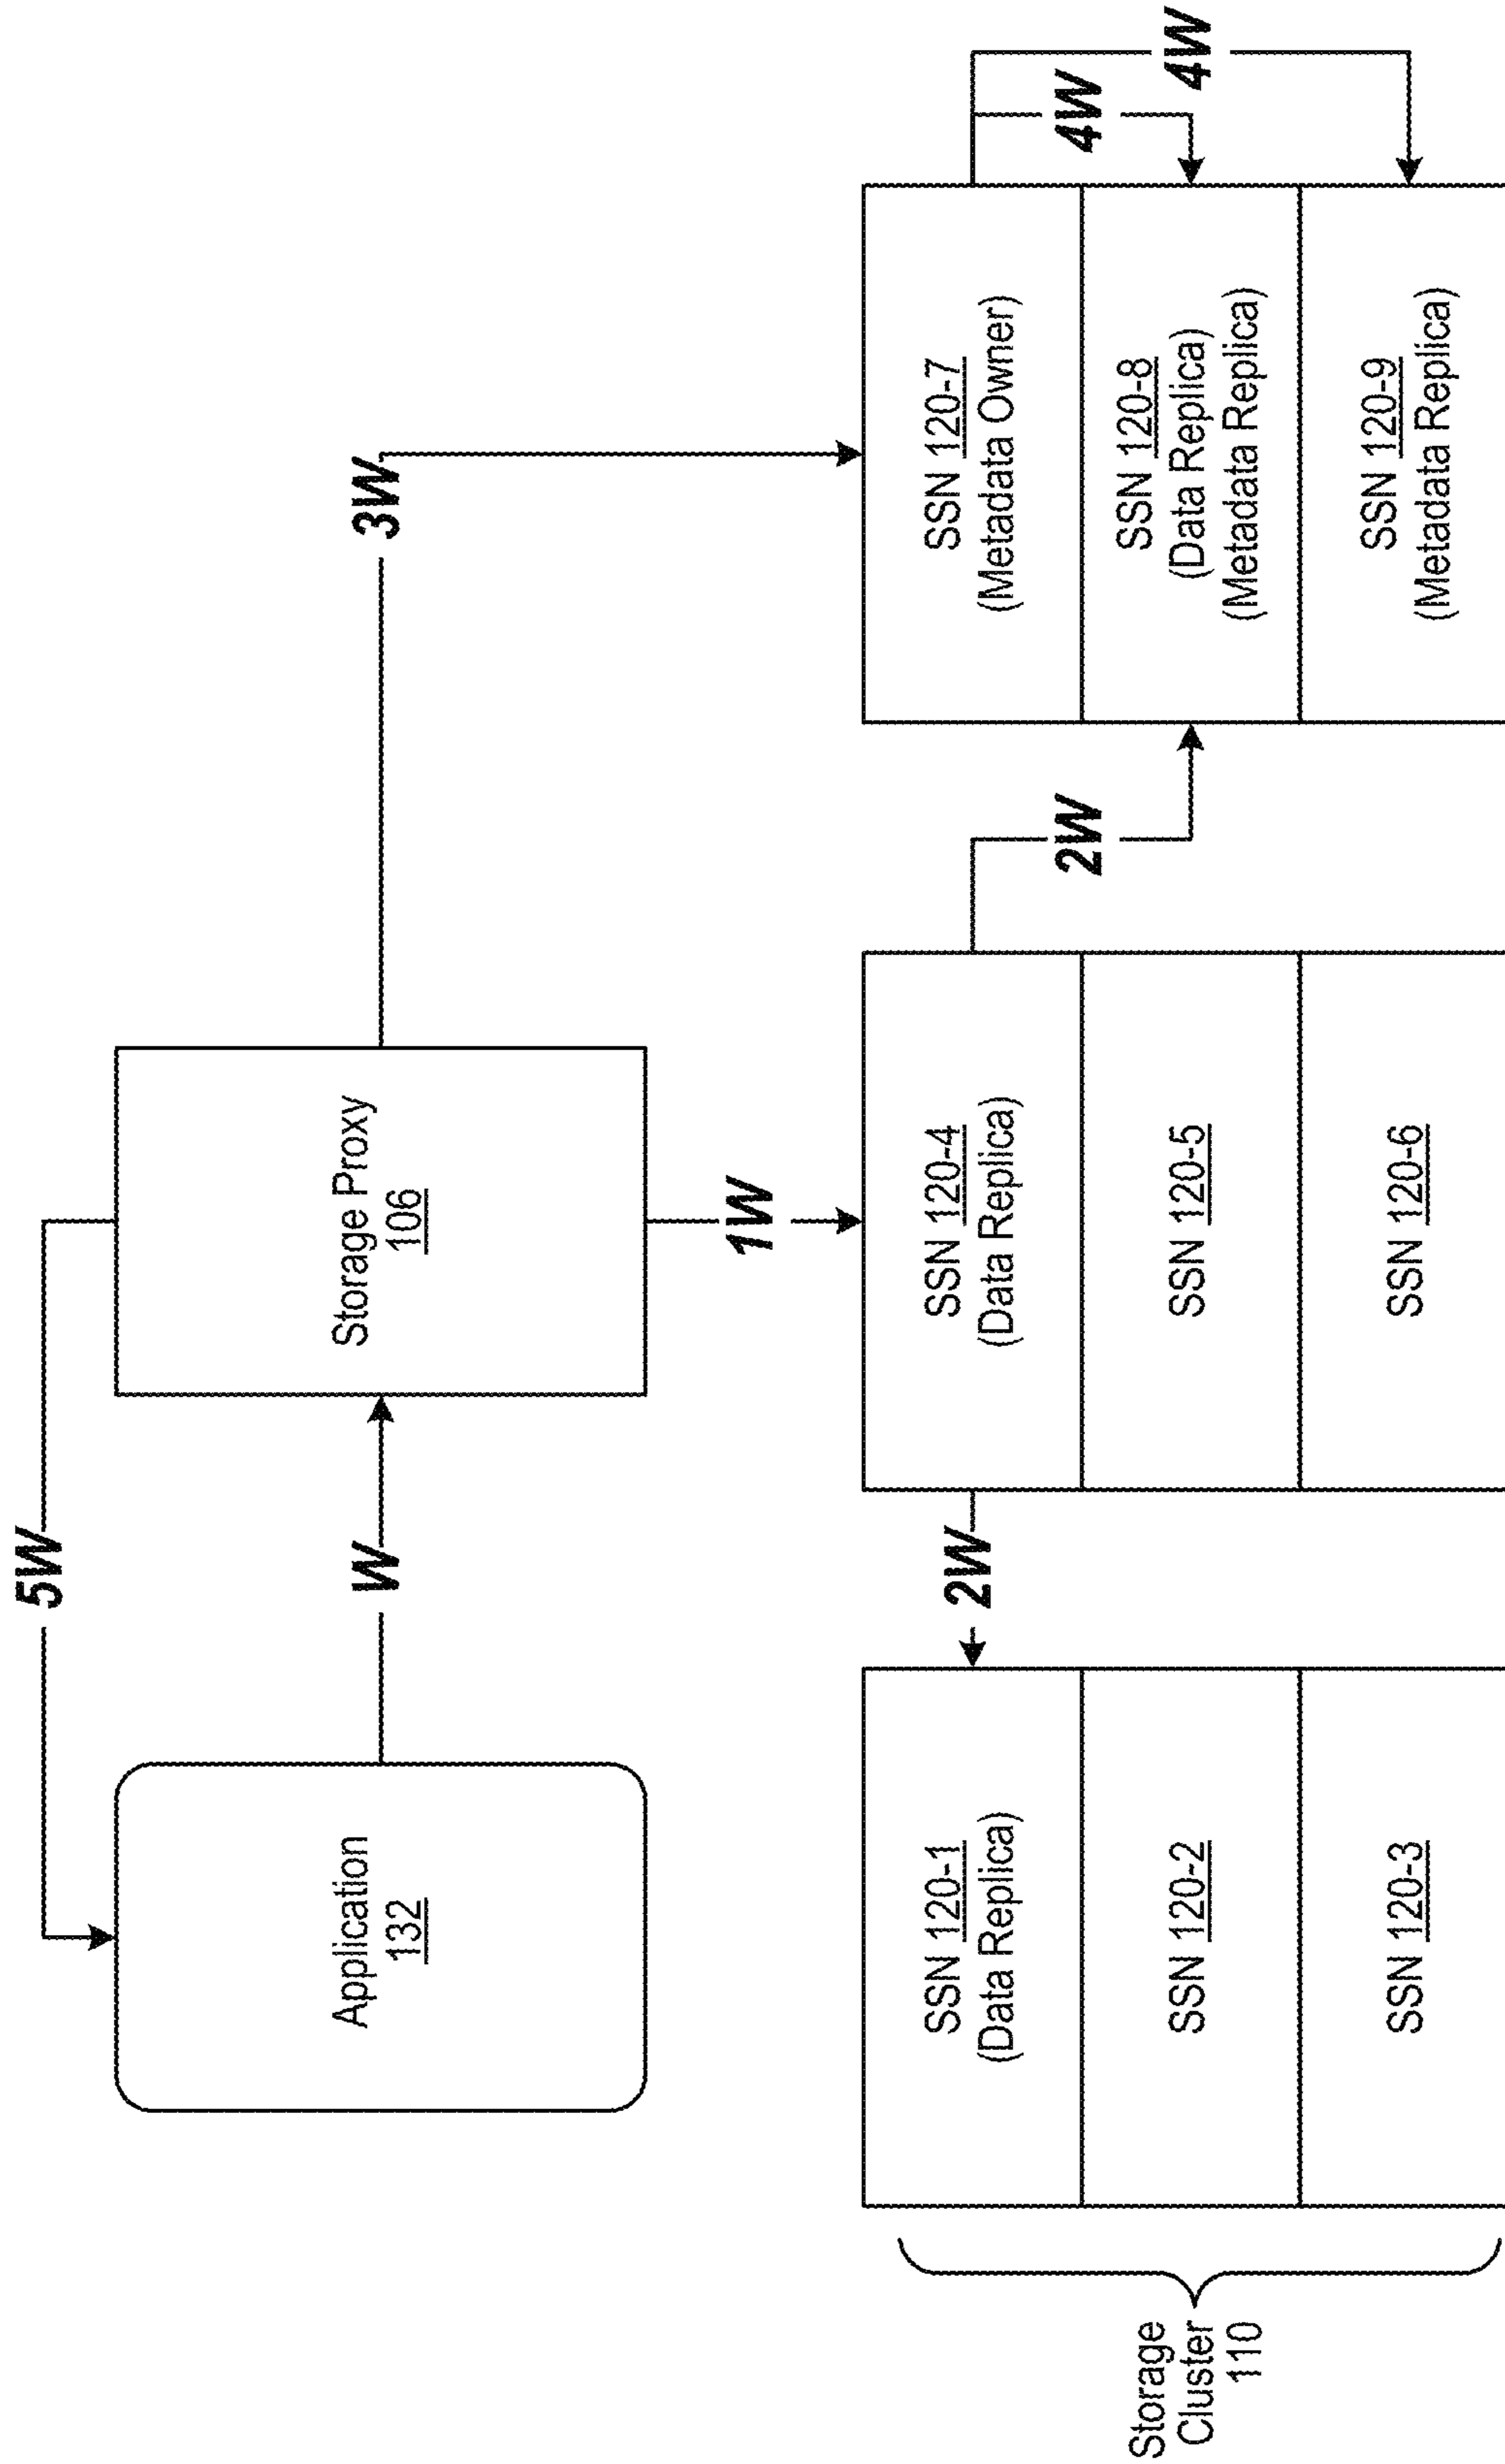 5W
Application
132
W
Storage Proxy
106
3W
1W
Storage
Cluster
110
SSN 120-1
(Data Replica)
SSN 120-2
SSN 120-3
2W
SSN 120-4
(Data Replica)
SSN 120-5
SSN 120-6
2W
SSN 120-7
(Metadata Owner)
SSN 120-8
(Data Replica)
(Metadata Replica)
SSN 120-9
(Metadata Replica)
4W
4W